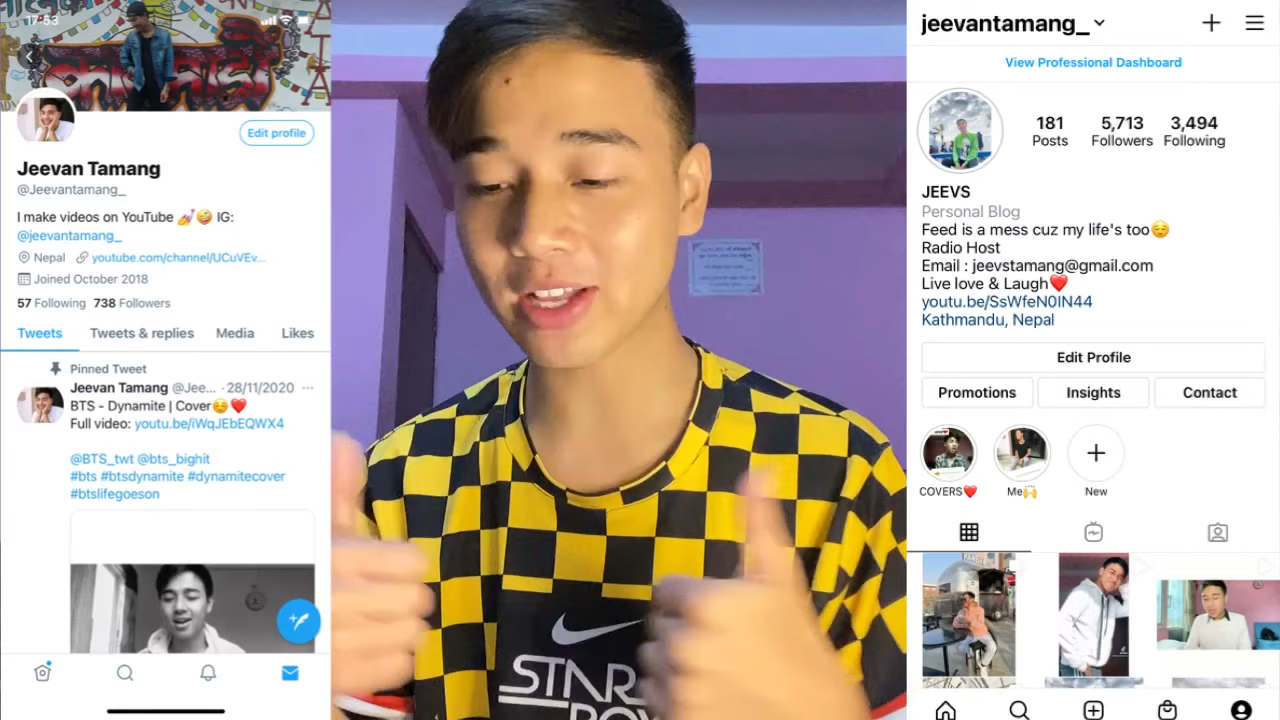 17:53
Edit profile
Jeevan Tamang
@Jeevantamang_
I make videos on YouTube 💅🤪 IG:
@jeevantamang_
Nepal youtube.com/channel/UCuVEv...
Joined October 2018
57 Following 738 Followers
Tweets Tweets & replies Media Likes
Pinned Tweet
Jeevan Tamang @Jee... · 28/11/2020 ···
BTS - Dynamite | Cover☺️❤️
Full video: youtu.be/iWqJEbEQWX4
@BTS_twt @bts_bighit
#bts #btsdynamite #dynamitecover
#btslifegoeson
STAR
BOY
jeevantamang_
View Professional Dashboard
181 5,713 3,494
Posts Followers Following
JEEVS
Personal Blog
Feed is a mess cuz my life's too😌
Radio Host
Email : jeevstamang@gmail.com
Live love & Laugh❤️
youtu.be/SsWfeN0lN44
Kathmandu, Nepal
Edit Profile
Promotions Insights Contact
COVERS❤️ Me🙌 New